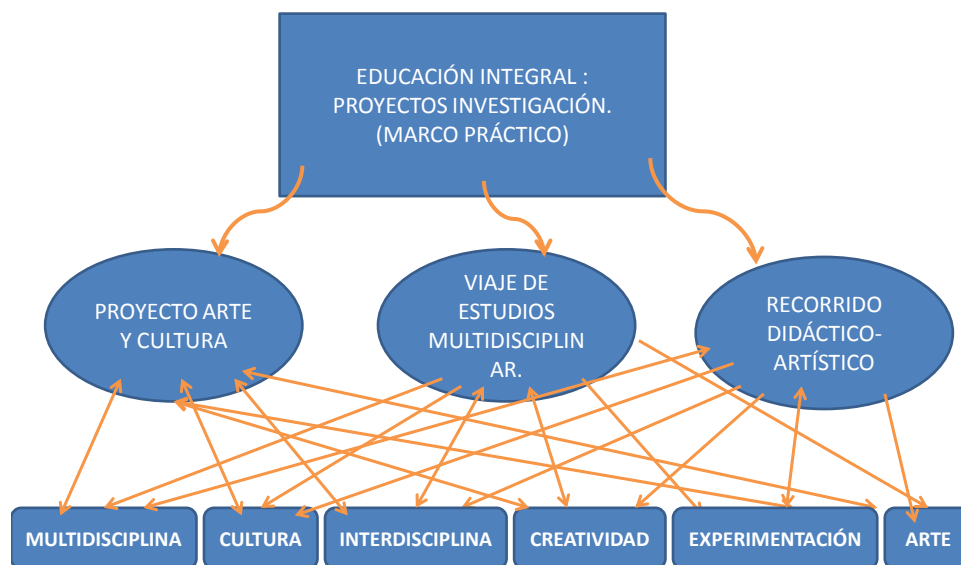 EDUCACIÓN INTEGRAL :
PROYECTOS INVESTIGACIÓN.
(MARCO PRÁCTICO)
PROYECTO ARTE
Y CULTURA
VIAJE DE
ESTUDIOS
MULTIDISCIPLIN
AR.
RECORRIDO
DIDÁCTICO-
ARTÍSTICO
MULTIDISCIPLINA
CULTURA
INTERDISCIPLINA
CREATIVIDAD
EXPERIMENTACIÓN
ARTE